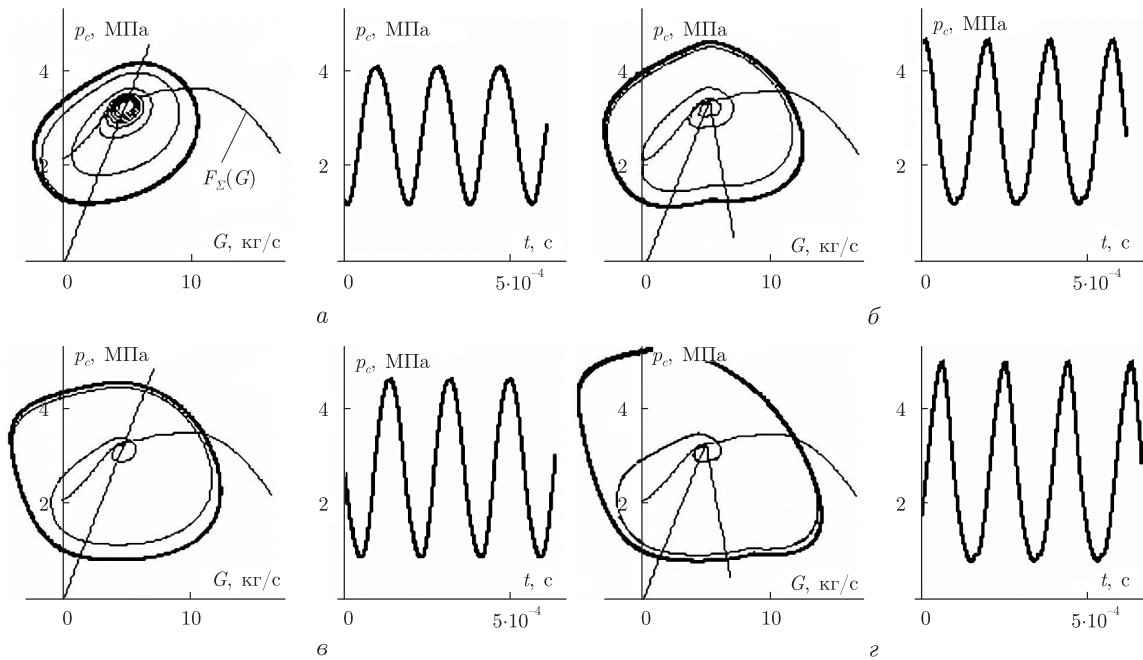 p_c, МПа
4
2
F_Σ(G)
G, кг/с
0
10
p_c, МПа
4
2
t, с
0
5·10⁻⁴
а
p_c, МПа
4
2
G, кг/с
0
10
p_c, МПа
4
2
t, с
0
5·10⁻⁴
б
p_c, МПа
4
2
G, кг/с
0
10
p_c, МПа
4
2
t, с
0
5·10⁻⁴
в
p_c, МПа
4
2
G, кг/с
0
10
p_c, МПа
4
2
t, с
0
5·10⁻⁴
г